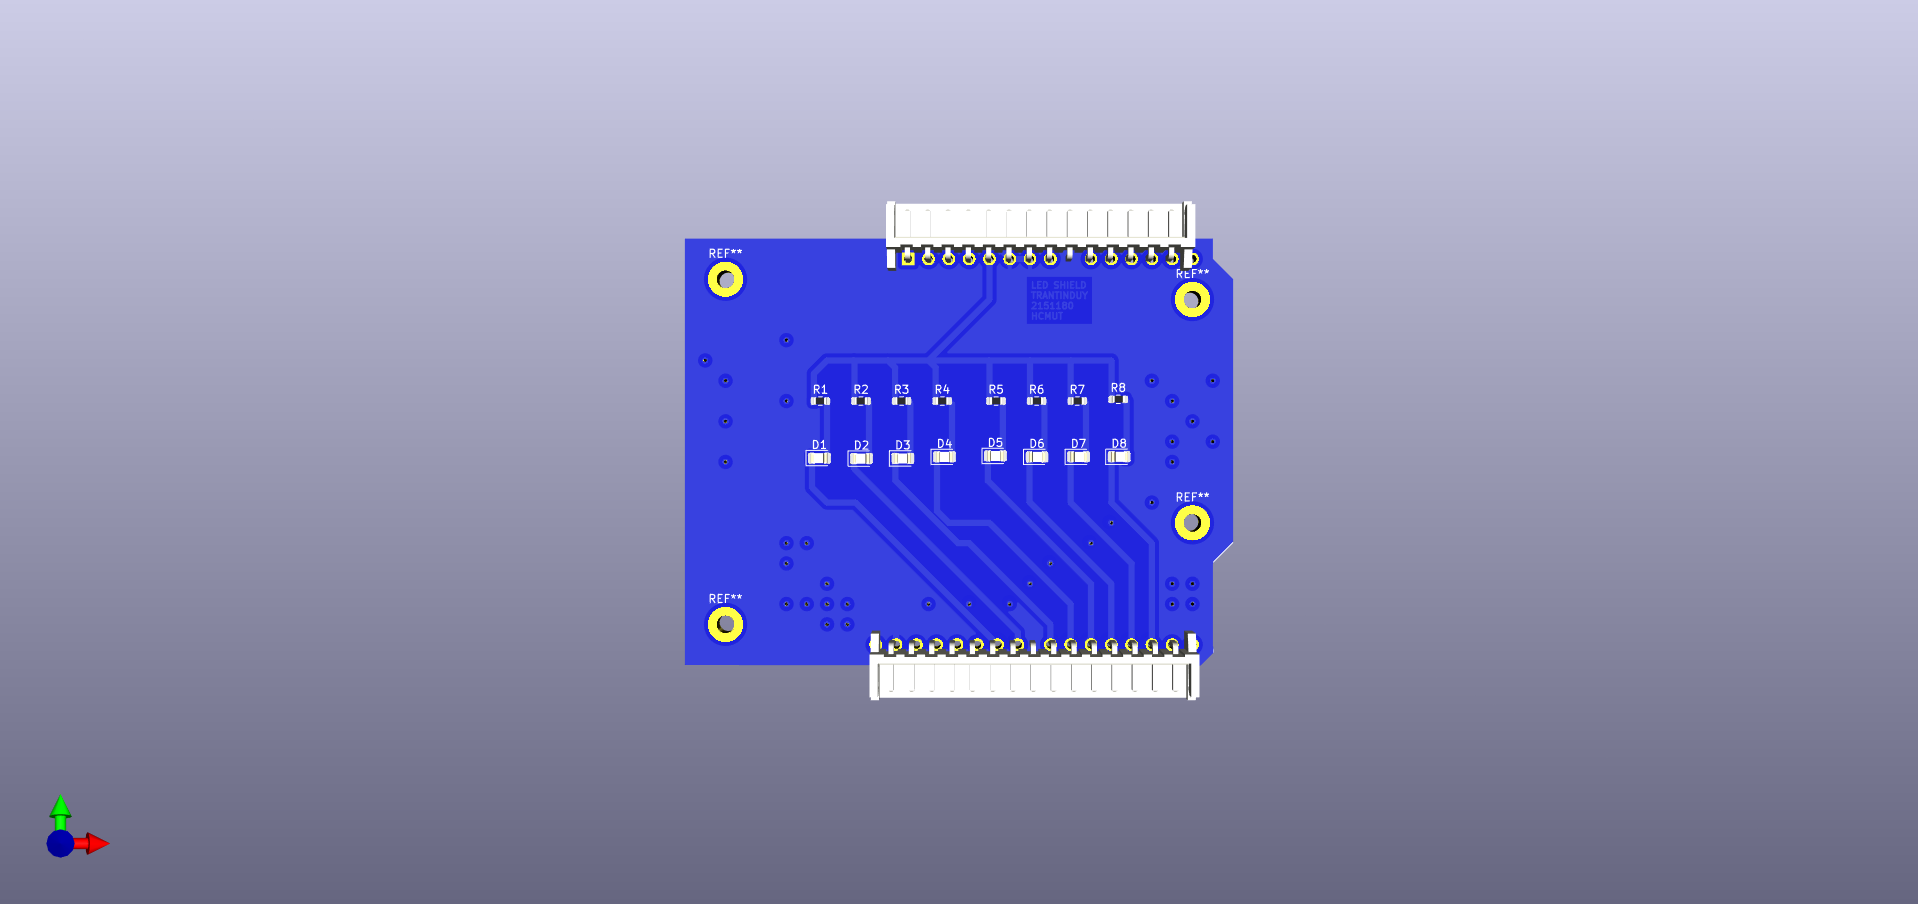 REF**
REF**
LED SHIELD
TRANTINDUY
2151180
HCMUT
R1 R2 R3 R4 R5 R6 R7 R8
D1 D2 D3 D4 D5 D6 D7 D8
REF**
REF**